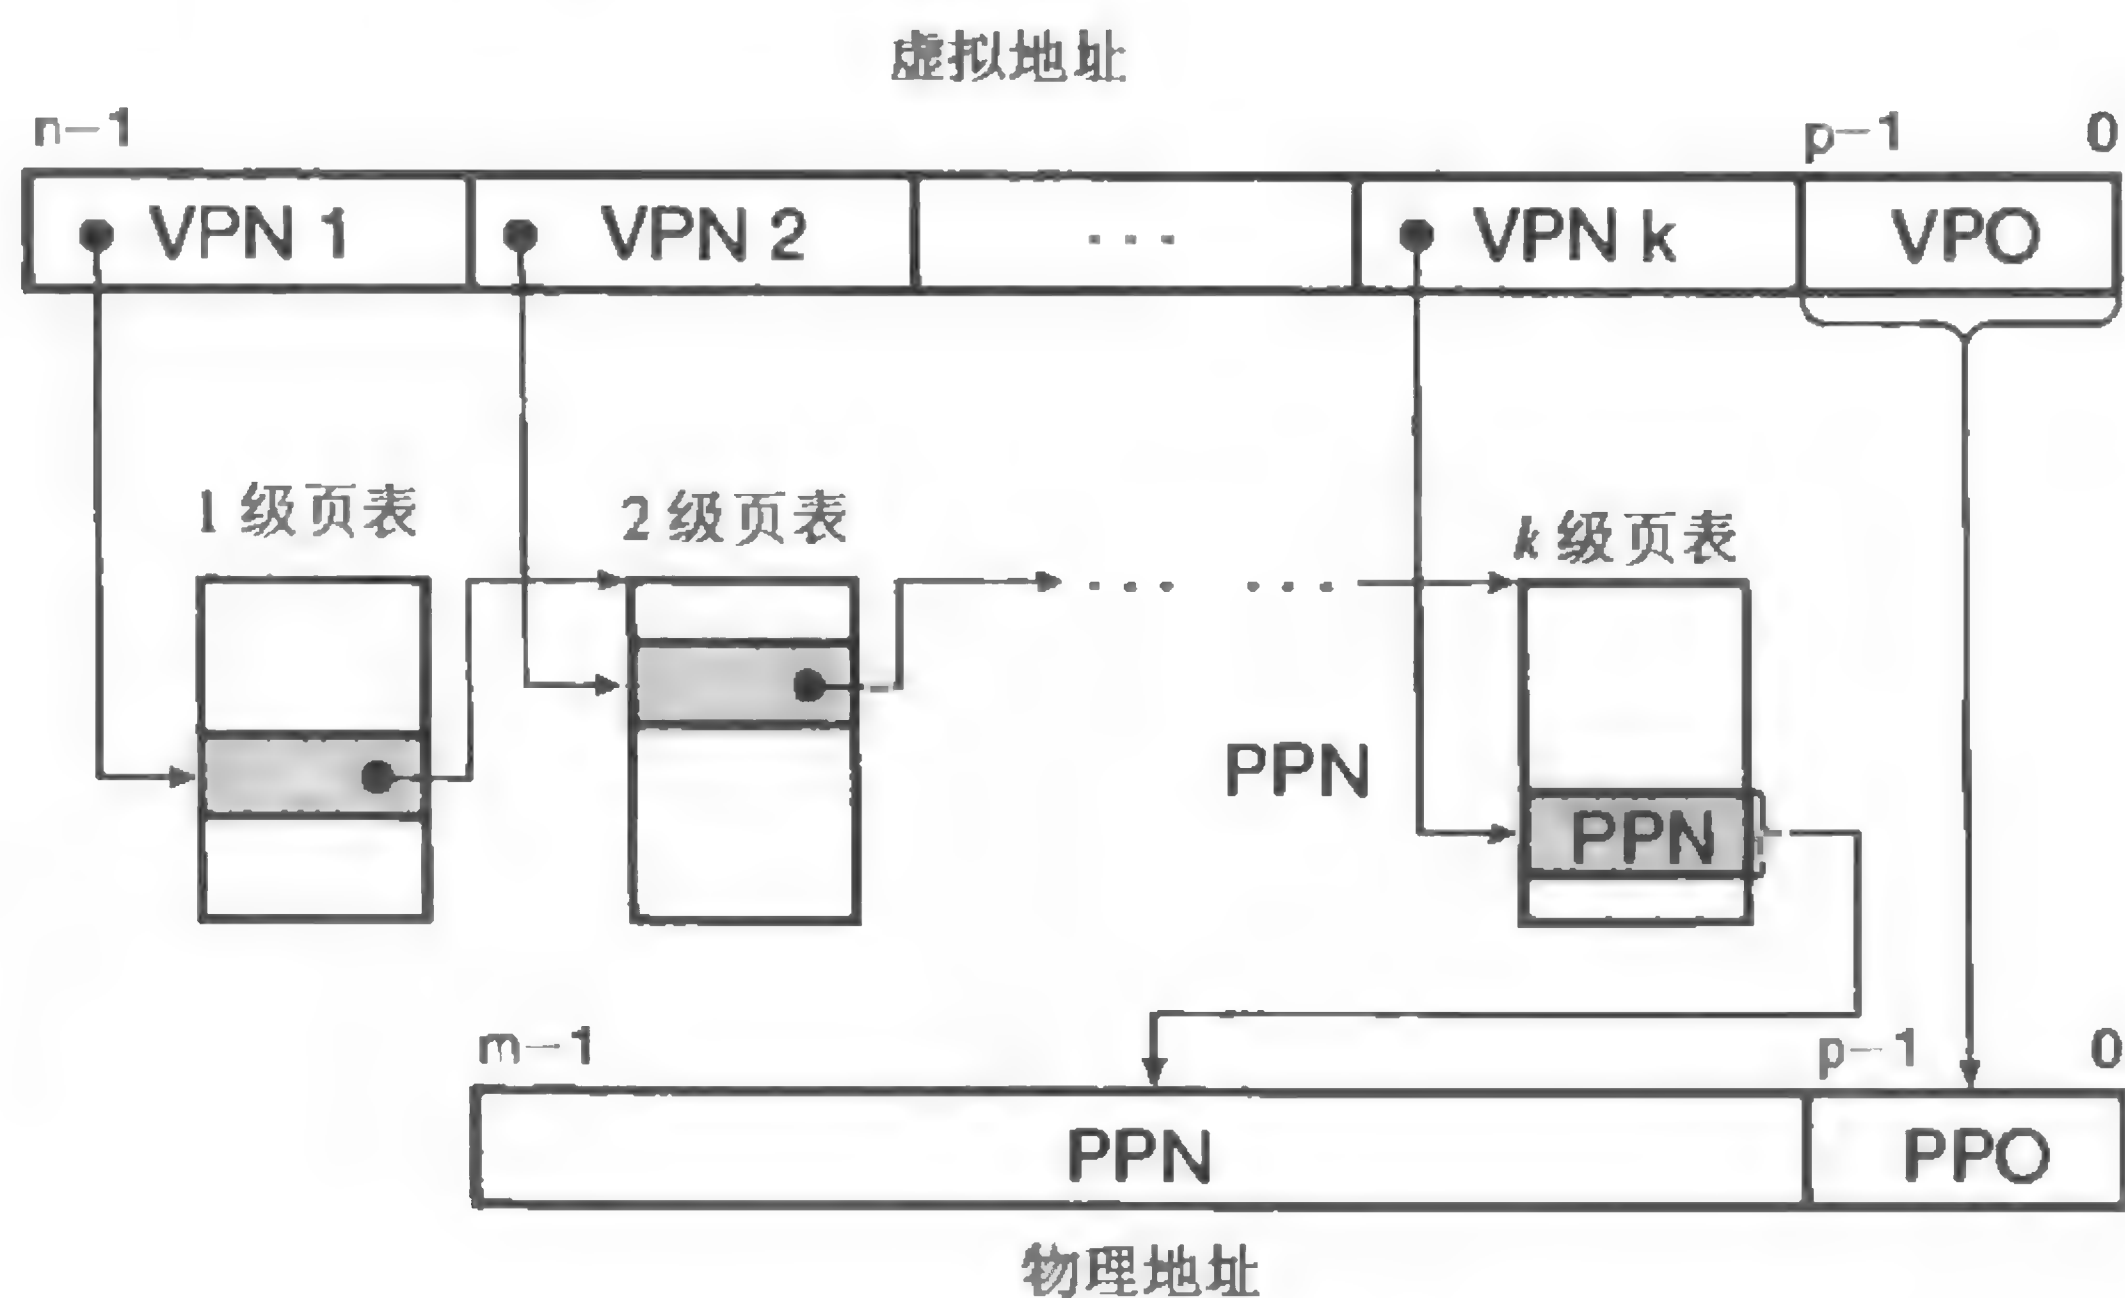 虚拟地址
n-1 p-1 0
VPN 1 VPN 2 ... VPN k VPO
1级页表 2级页表 k级页表
... ...
PPN
PPN
m-1 p-1 0
PPN PPO
物理地址